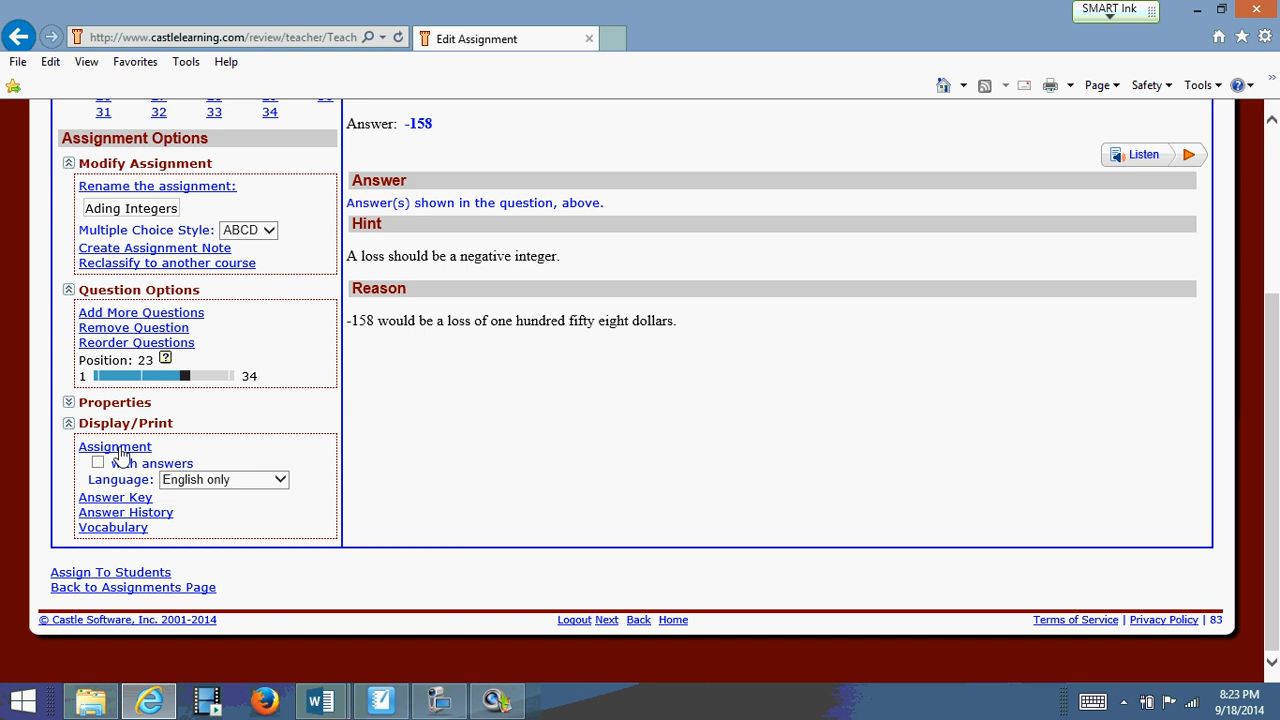 SMART Ink
http://www.castlelearning.com/review/teacher/Teach
Edit Assignment
File Edit View Favorites Tools Help
Page Safety Tools
31 32 33 34
Assignment Options
Modify Assignment
Rename the assignment:
Ading Integers
Multiple Choice Style: ABCD
Create Assignment Note
Reclassify to another course
Question Options
Add More Questions
Remove Question
Reorder Questions
Position: 23 ?
1 34
Properties
Display/Print
Assignment
answers
Language: English only
Answer Key
Answer History
Vocabulary
Answer: -158
Listen
Answer
Answer(s) shown in the question, above.
Hint
A loss should be a negative integer.
Reason
-158 would be a loss of one hundred fifty eight dollars.
Assign To Students
Back to Assignments Page
© Castle Software, Inc. 2001-2014
Logout Next Back Home
Terms of Service | Privacy Policy | 83
8:23 PM
9/18/2014